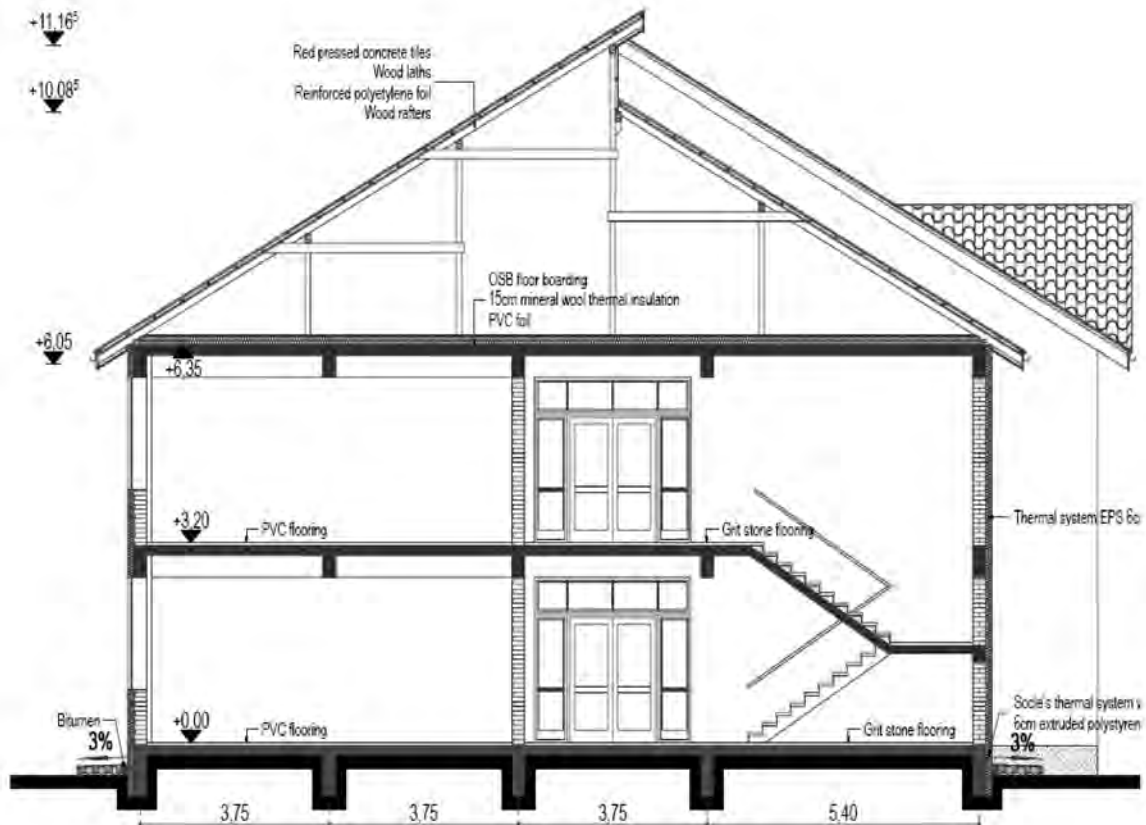 +11,16⁵
Red pressed concrete tiles
Wood laths
Reinforced polyetylene foil
Wood rafters
+10,08⁵
OSB floor boarding
15cm mineral wool thermal insulation
PVC foil
+6,05
+6,35
+3,20
PVC flooring
Grit stone flooring
Thermal system EPS
Bitumen
3%
+0,00
PVC flooring
Grit stone flooring
Socle's thermal system
6cm extruded
3%
3,75
3,75
3,75
5,40